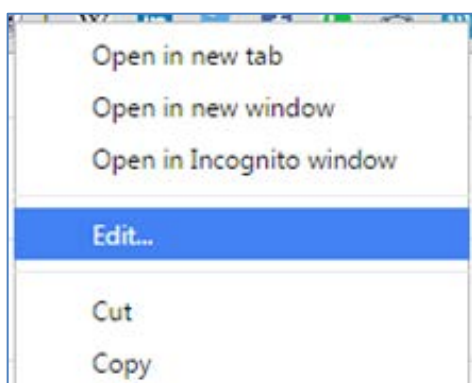 Open in new tab
Open in new window
Open in Incognito window
Edit...
Cut
Copy